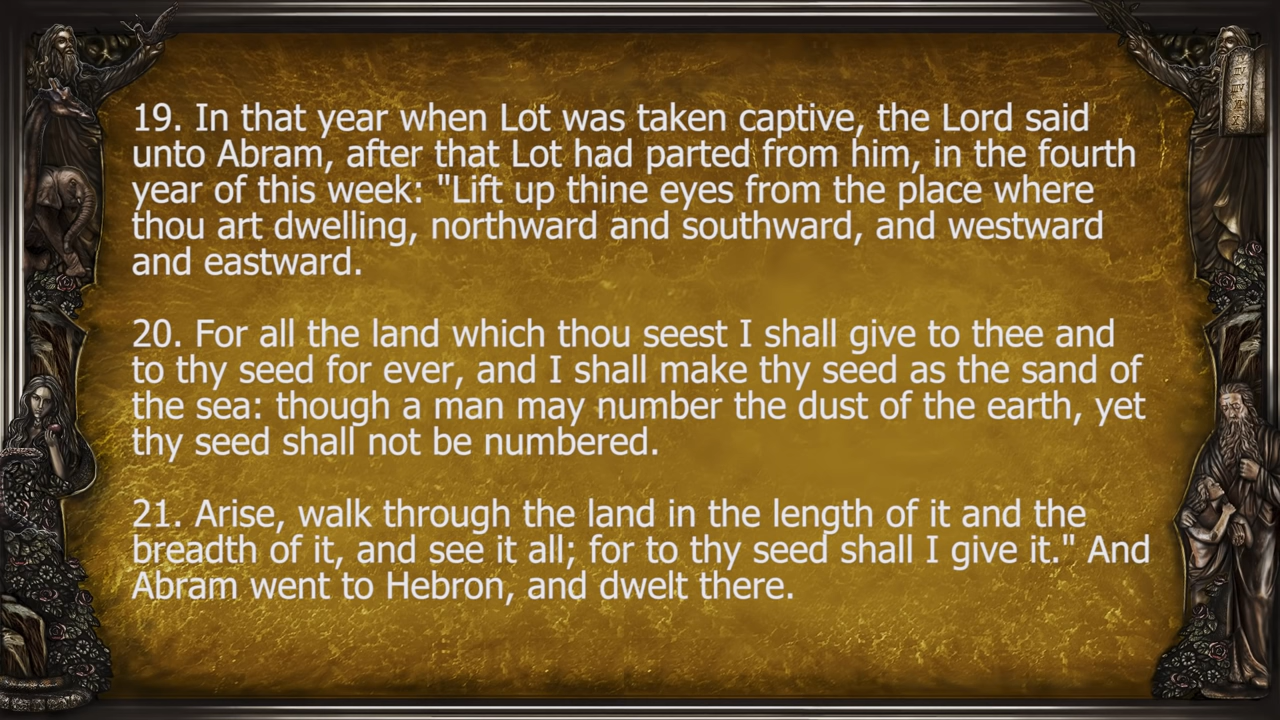 19. In that year when Lot was taken captive, the Lord said
unto Abram, after that Lot had parted from him, in the fourth
year of this week: "Lift up thine eyes from the place where
thou art dwelling, northward and southward, and westward
and eastward.
20. For all the land which thou seest I shall give to thee and
to thy seed for ever, and I shall make thy seed as the sand of
the sea: though a man may number the dust of the earth, yet
thy seed shall not be numbered.
21. Arise, walk through the land in the length of it and the
breadth of it, and see it all; for to thy seed shall I give it." And
Abram went to Hebron, and dwelt there.